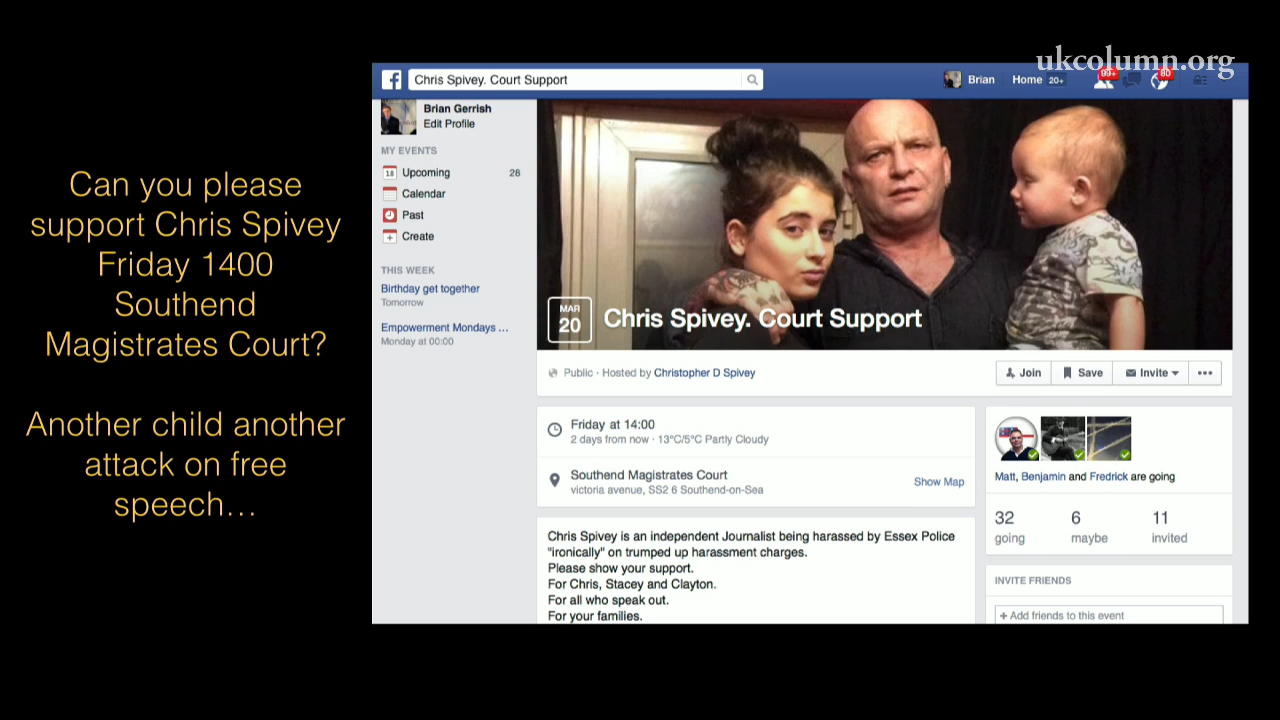 ukcolumn.org
Can you please
support Chris Spivey
Friday 1400
Southend
Magistrates Court?
Another child another
attack on free
speech…
Chris Spivey. Court Support
Brian
Home 20+
99+
80
Brian Gerrish
Edit Profile
MY EVENTS
18 Upcoming 28
Calendar
Past
Create
THIS WEEK
Birthday get together
Tomorrow
Empowerment Mondays ...
Monday at 00:00
MAR
20
Chris Spivey. Court Support
Public · Hosted by Christopher D Spivey
Join
Save
Invite
Friday at 14:00
2 days from now · 13°C/5°C Partly Cloudy
Southend Magistrates Court
victoria avenue, SS2 6 Southend-on-Sea
Show Map
Chris Spivey is an independent Journalist being harassed by Essex Police
"ironically" on trumped up harassment charges.
Please show your support.
For Chris, Stacey and Clayton.
For all who speak out.
For your families.
Matt, Benjamin and Fredrick are going
32 6 11
going maybe invited
INVITE FRIENDS
+ Add friends to this event